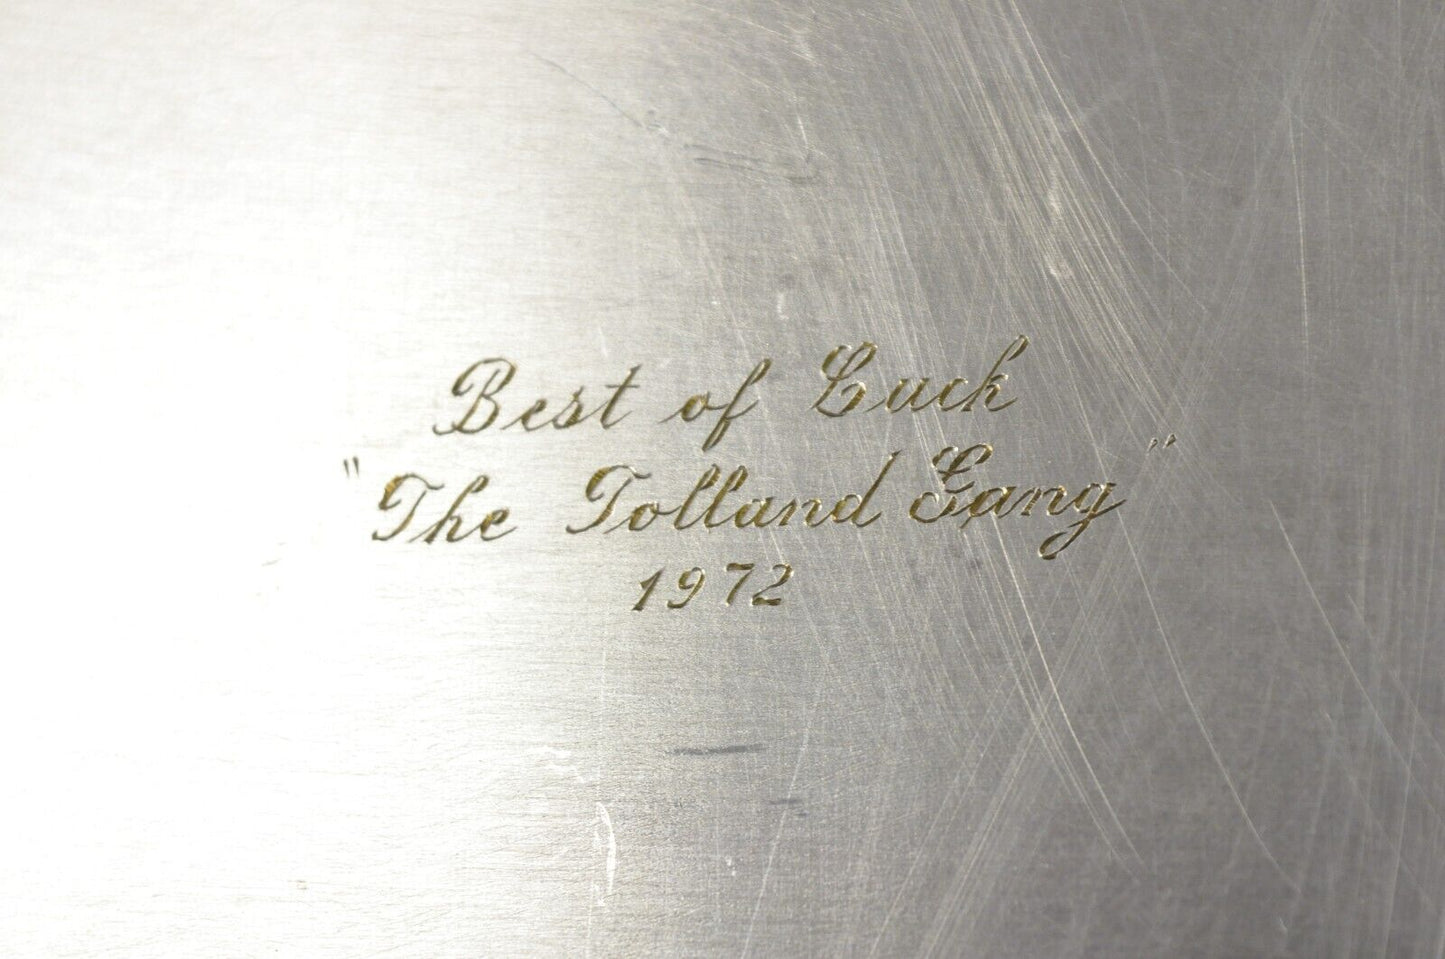 Best of Luck
"The Tolland Gang"
1972